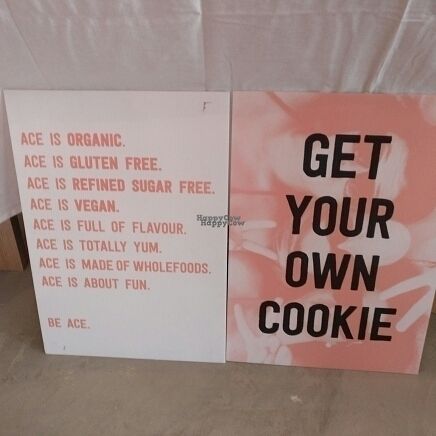 ACE IS ORGANIC.
ACE IS GLUTEN FREE.
ACE IS REFINED SUGAR FREE.
ACE IS VEGAN.
ACE IS FULL OF FLAVOUR.
ACE IS TOTALLY YUM.
ACE IS MADE OF WHOLEFOODS.
ACE IS ABOUT FUN.
BE ACE.
GET
YOUR
OWN
COOKIE
HappyCow
HappyCow